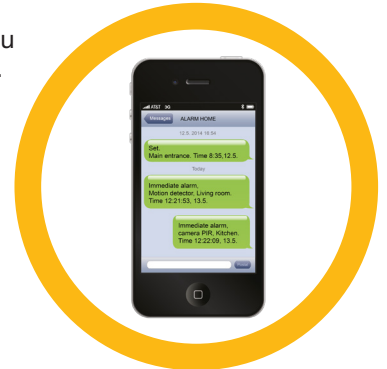 u
.
AT&T 3G
Messages ALARM HOME
12.5. 2014 16:54
Set.
Main entrance. Time 8:35,12.5.
Today
Immediate alarm,
Motion detector, Living room.
Time 12:21:53, 13.5.
Immediate alarm,
camera PIR, Kitchen.
Time 12:22:09, 13.5.